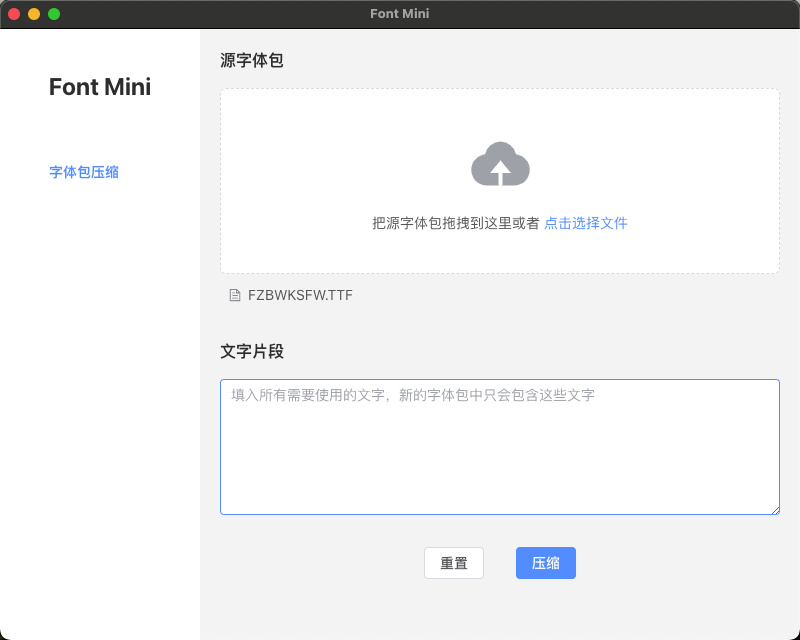 Font Mini
Font Mini
字体包压缩
源字体包
把源字体包拖拽到这里或者 点击选择文件
FZBWKSFW.TTF
文字片段
填入所有需要使用的文字，新的字体包中只会包含这些文字
重置
压缩